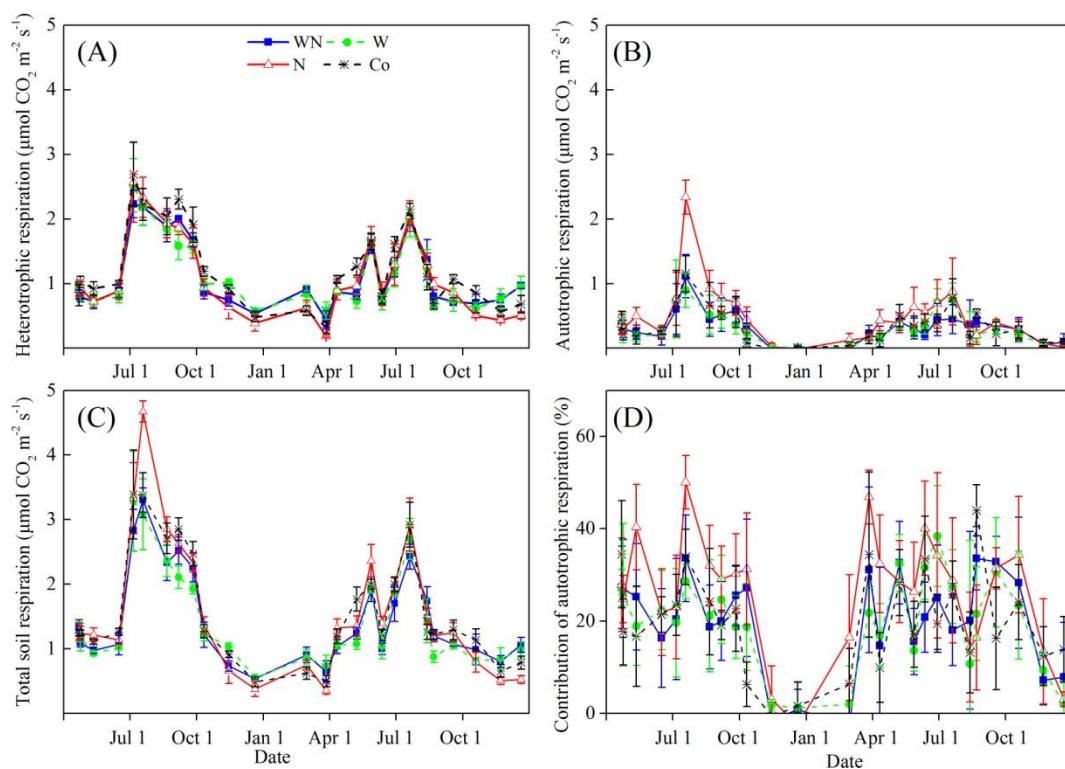 (A)
WN W
N Co
Heterotrophic respiration (μmol CO2 m-2 s-1)
5
4
3
2
1
0
Jul 1 Oct 1 Jan 1 Apr 1 Jul 1 Oct 1
(B)
Autotrophic respiration (μmol CO2 m-2 s-1)
5
4
3
2
1
0
Jul 1 Oct 1 Jan 1 Apr 1 Jul 1 Oct 1
(C)
Total soil respiration (μmol CO2 m-2 s-1)
5
4
3
2
1
0
Jul 1 Oct 1 Jan 1 Apr 1 Jul 1 Oct 1
Date
(D)
Contribution of autotrophic respiration (%)
60
40
20
0
Jul 1 Oct 1 Jan 1 Apr 1 Jul 1 Oct 1
Date